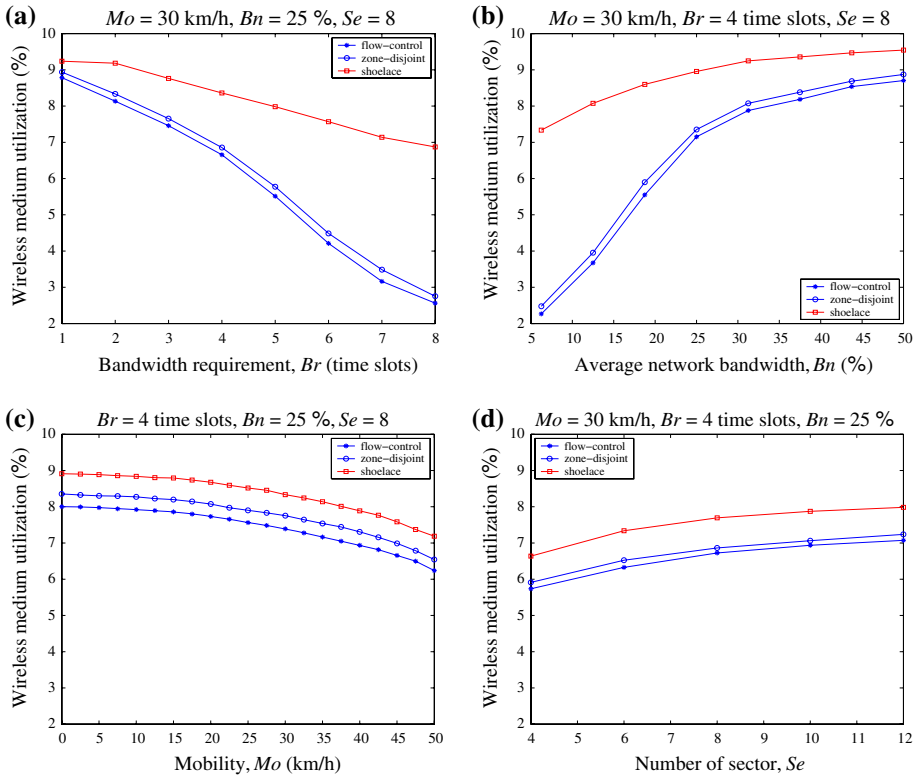 (a)
Mo = 30 km/h, Bn = 25 %, Se = 8
Wireless medium utilization (%)
10
9
8
7
6
5
4
3
2
flow-control
zone-disjoint
shoelace
1 2 3 4 5 6 7 8
Bandwidth requirement, Br (time slots)
(b)
Mo = 30 km/h, Br = 4 time slots, Se = 8
Wireless medium utilization (%)
10
9
8
7
6
5
4
3
2
flow-control
zone-disjoint
shoelace
5 10 15 20 25 30 35 40 45 50
Average network bandwidth, Bn (%)
(c)
Br = 4 time slots, Bn = 25 %, Se = 8
Wireless medium utilization (%)
10
9
8
7
6
5
4
3
2
flow-control
zone-disjoint
shoelace
0 5 10 15 20 25 30 35 40 45 50
Mobility, Mo (km/h)
(d)
Mo = 30 km/h, Br = 4 time slots, Bn = 25 %
Wireless medium utilization (%)
10
9
8
7
6
5
4
3
2
flow-control
zone-disjoint
shoelace
4 5 6 7 8 9 10 11 12
Number of sector, Se